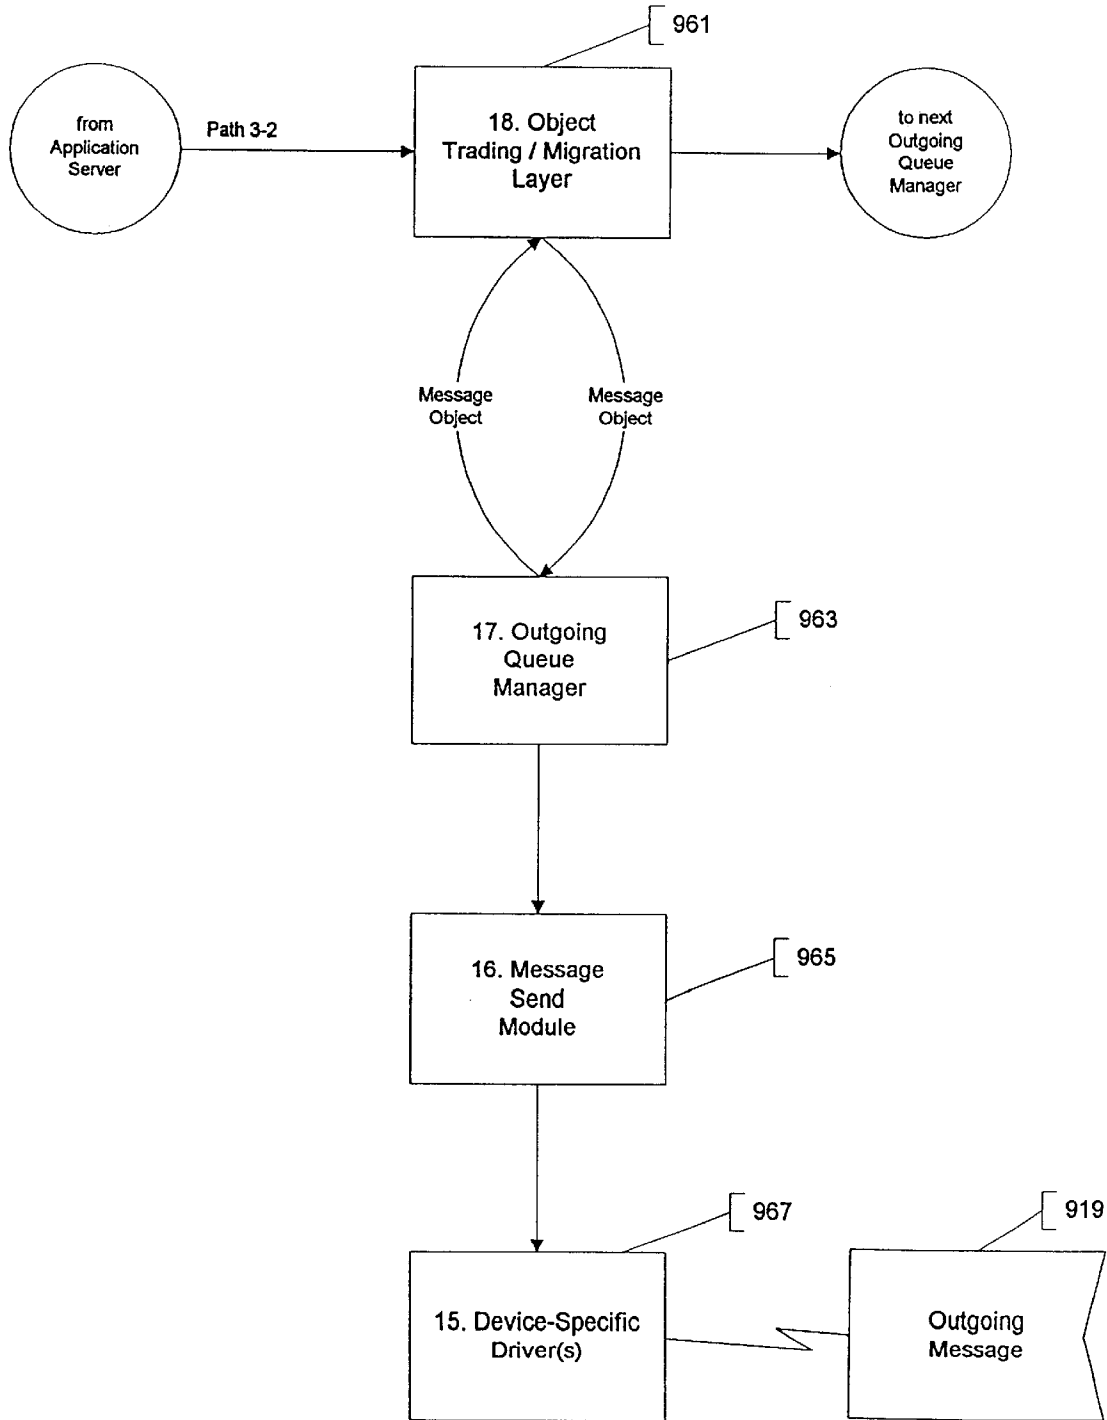 961
from
Application
Server
Path 3-2
18. Object
Trading / Migration
Layer
to next
Outgoing
Queue
Manager
Message
Object
Message
Object
17. Outgoing
Queue
Manager
963
16. Message
Send
Module
965
967
919
15. Device-Specific
Driver(s)
Outgoing
Message